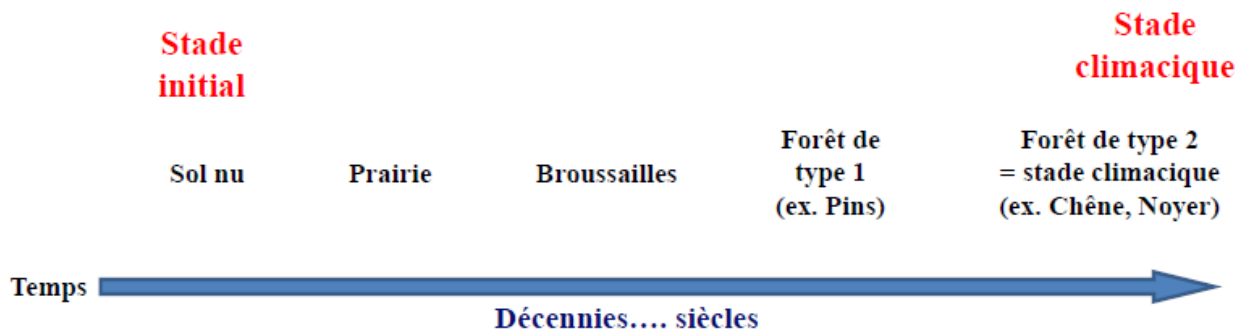 Stade
initial
Stade
climacique
Sol nu
Prairie
Broussailles
Forêt de
type 1
(ex. Pins)
Forêt de type 2
= stade climacique
(ex. Chêne, Noyer)
Temps
Décennies.... siècles